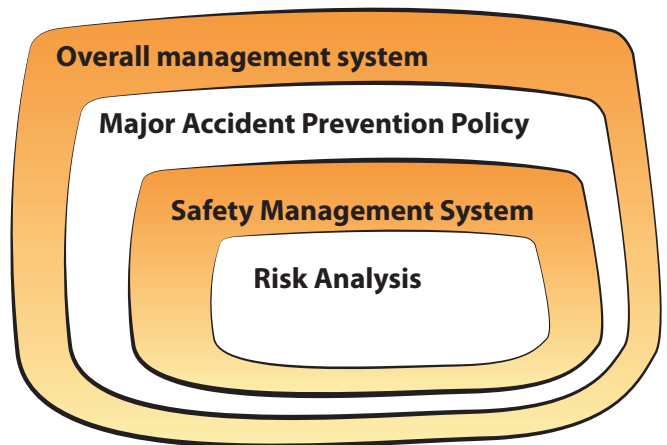 Overall management system
Major Accident Prevention Policy
Safety Management System
Risk Analysis